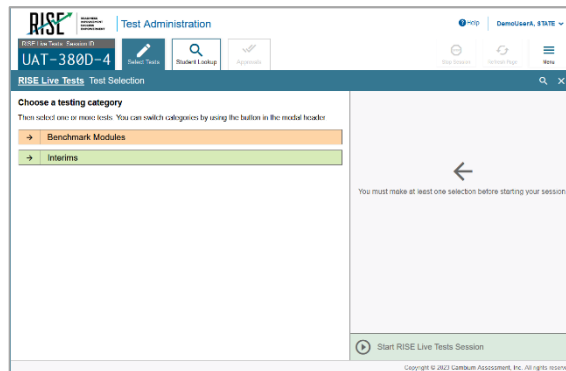 RISE
Test Administration
Help
DemoUserA, STATE
RISE Live Tests Session ID
UAT-380D-4
Select Tests
Student Lookup
Approvals
Stop Session
Refresh Page
Menu
RISE Live Tests Test Selection
Choose a testing category
Then select one or more tests. You can switch categories by using the button in the modal header
Benchmark Modules
Interims
You must make at least one selection before starting your session
Start RISE Live Tests Session
Copyright © 2023 Cambium Assessment, Inc. All rights reserve